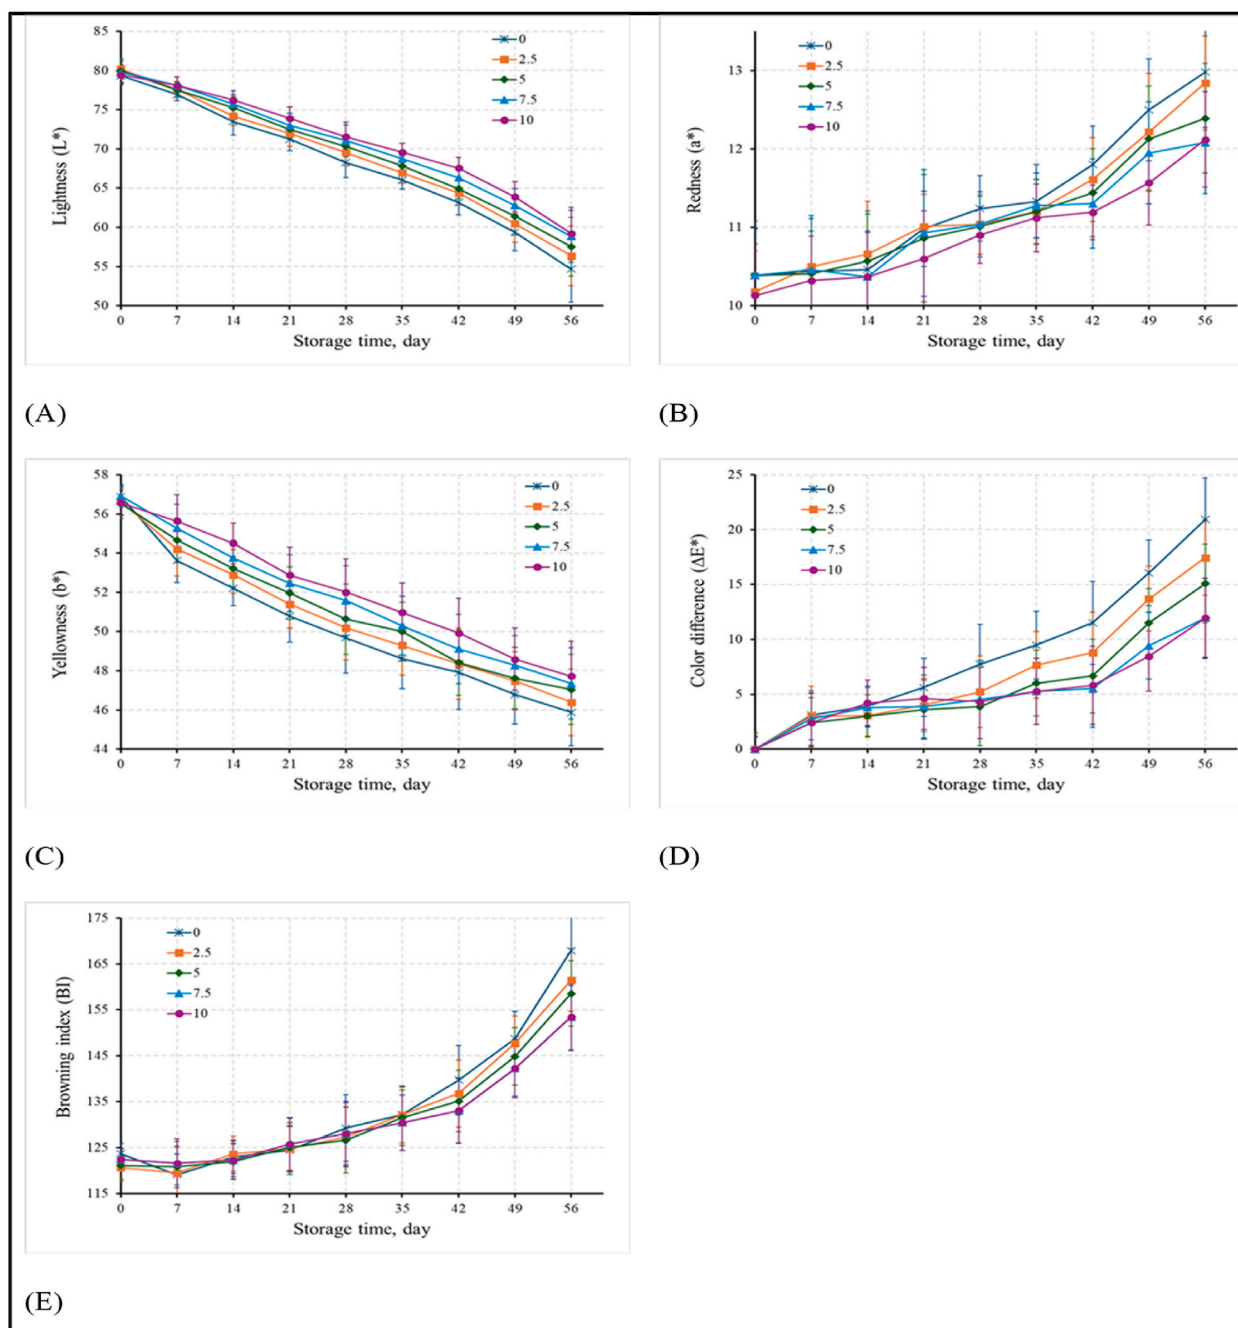 85
80
75
70
65
60
55
50
Lightness (L*)
0
2.5
5
7.5
10
0 7 14 21 28 35 42 49 56
Storage time, day
(A)
13
12
11
10
Redness (a*)
0
2.5
5
7.5
10
0 7 14 21 28 35 42 49 56
Storage time, day
(B)
58
56
54
52
50
48
46
44
Yellowness (b*)
0
2.5
5
7.5
10
0 7 14 21 28 35 42 49 56
Storage time, day
(C)
25
20
15
10
5
0
Color difference (ΔE*)
0
2.5
5
7.5
10
0 7 14 21 28 35 42 49 56
Storage time, day
(D)
175
165
155
145
135
125
115
Browning index (BI)
0
2.5
5
7.5
10
0 7 14 21 28 35 42 49 56
Storage time, day
(E)